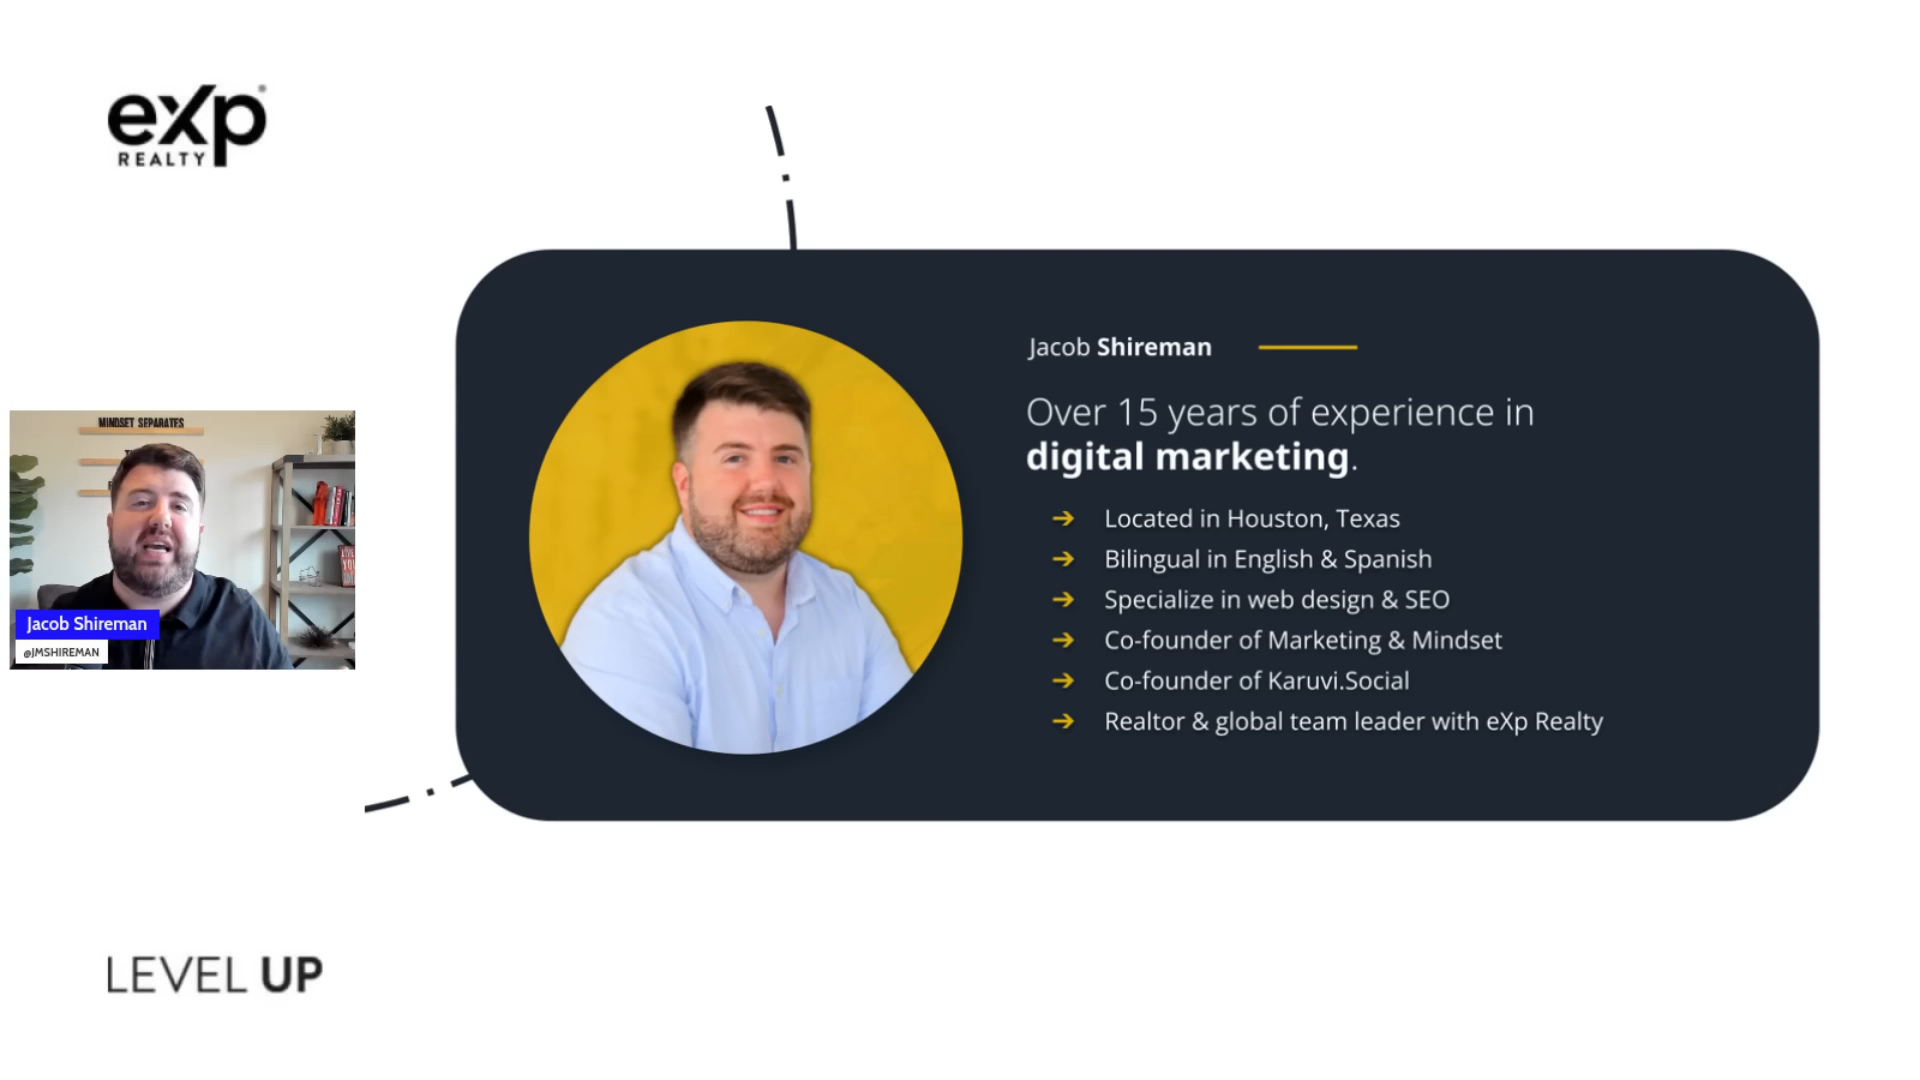 eXp
REALTY
MINDSET SEPARATES
Jacob Shireman
@JMSHIREMAN
Jacob Shireman
Over 15 years of experience in
digital marketing.
Located in Houston, Texas
Bilingual in English & Spanish
Specialize in web design & SEO
Co-founder of Marketing & Mindset
Co-founder of Karuvi.Social
Realtor & global team leader with eXp Realty
LEVEL UP